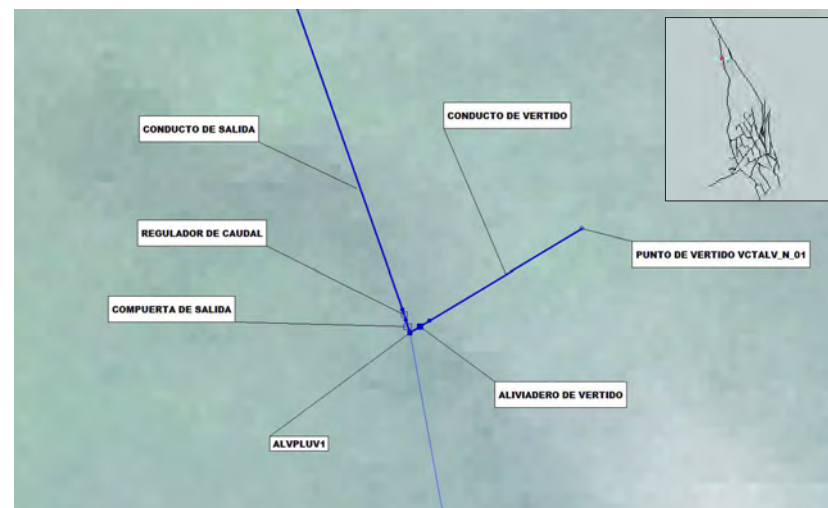 CONDUCTO DE VERTIDO
CONDUCTO DE SALIDA
REGULADOR DE CAUDAL
PUNTO DE VERTIDO VCTALV_N_01
COMPUERTA DE SALIDA
ALIVIADERO DE VERTIDO
ALVPLUV1